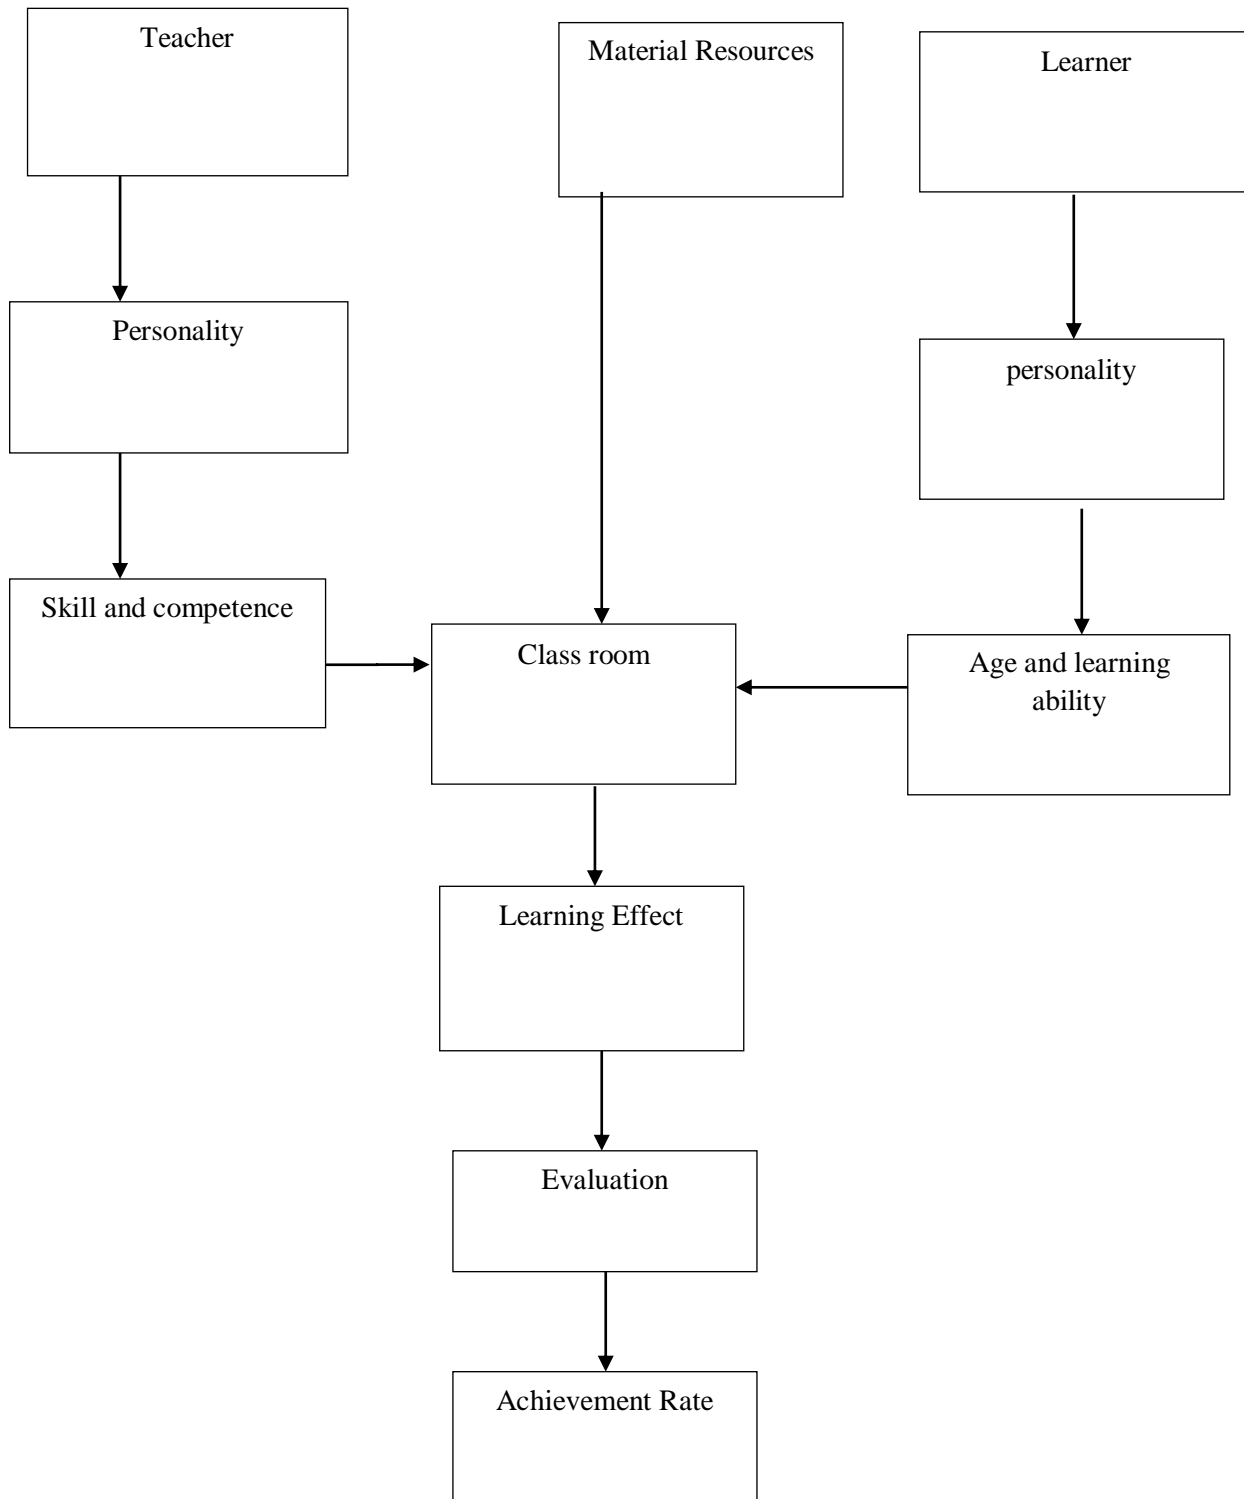 Teacher
Material Resources
Learner
Personality
personality
Skill and competence
Class room
Age and learning
ability
Learning Effect
Evaluation
Achievement Rate